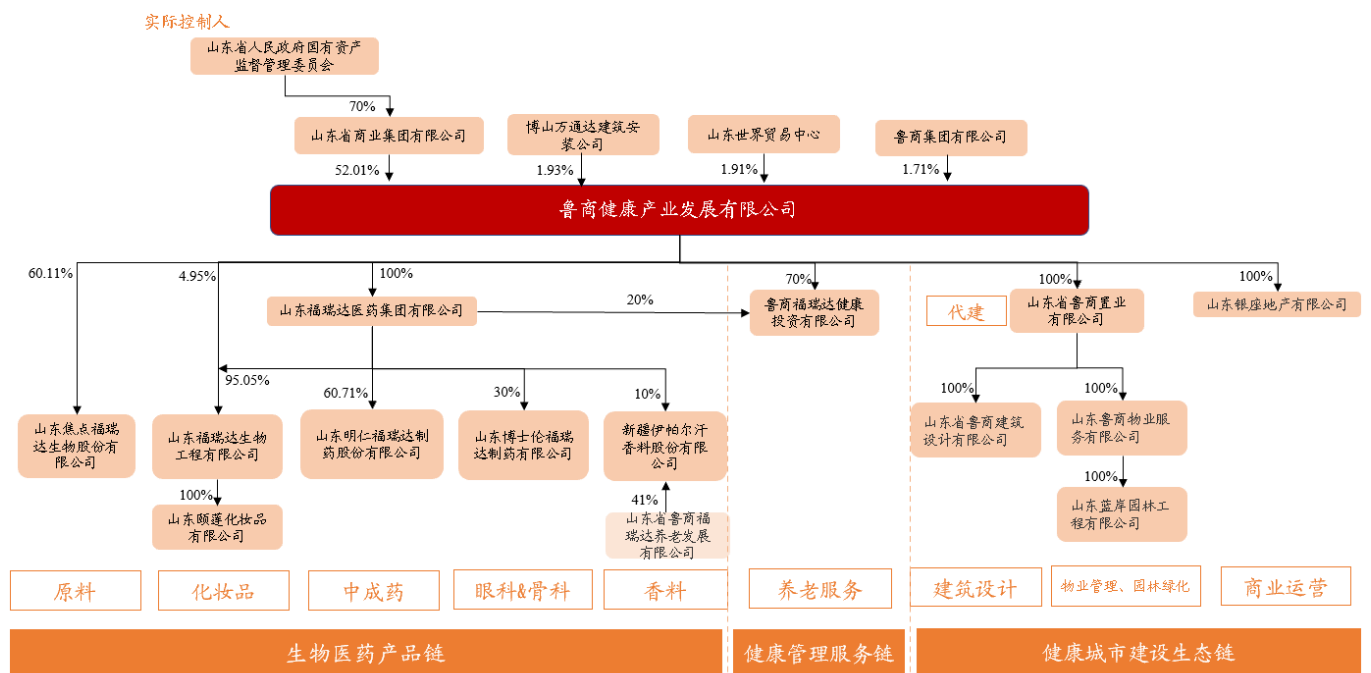 实际控制人
山东省人民政府国有资产
监督管理委员会
70%
山东省商业集团有限公司
博山万通达建筑安
装公司
山东世界贸易中心
鲁商集团有限公司
52.01%
1.93%
1.91%
1.71%
鲁商健康产业发展有限公司
60.11%
4.95%
100%
70%
100%
100%
山东福瑞达医药集团有限公司
20%
鲁商福瑞达健康
投资有限公司
代建
山东省鲁商置业
有限公司
山东银座地产有限公司
95.05%
60.71%
30%
10%
100%
100%
山东焦点福瑞
达生物股份有
限公司
山东福瑞达生物
工程有限公司
山东明仁福瑞达制
药股份有限公司
山东博士伦福瑞
达制药有限公司
新疆伊帕尔汗
香料股份有限
公司
山东省鲁商建筑
设计有限公司
山东鲁商物业服
务有限公司
100%
41%
100%
山东颐莲化妆品
有限公司
山东省鲁商福
瑞达养老发展
有限公司
山东蓝岸园林工
程有限公司
原料
化妆品
中成药
眼科&骨科
香料
养老服务
建筑设计
物业管理、园林绿化
商业运营
生物医药产品链
健康管理服务链
健康城市建设生态链